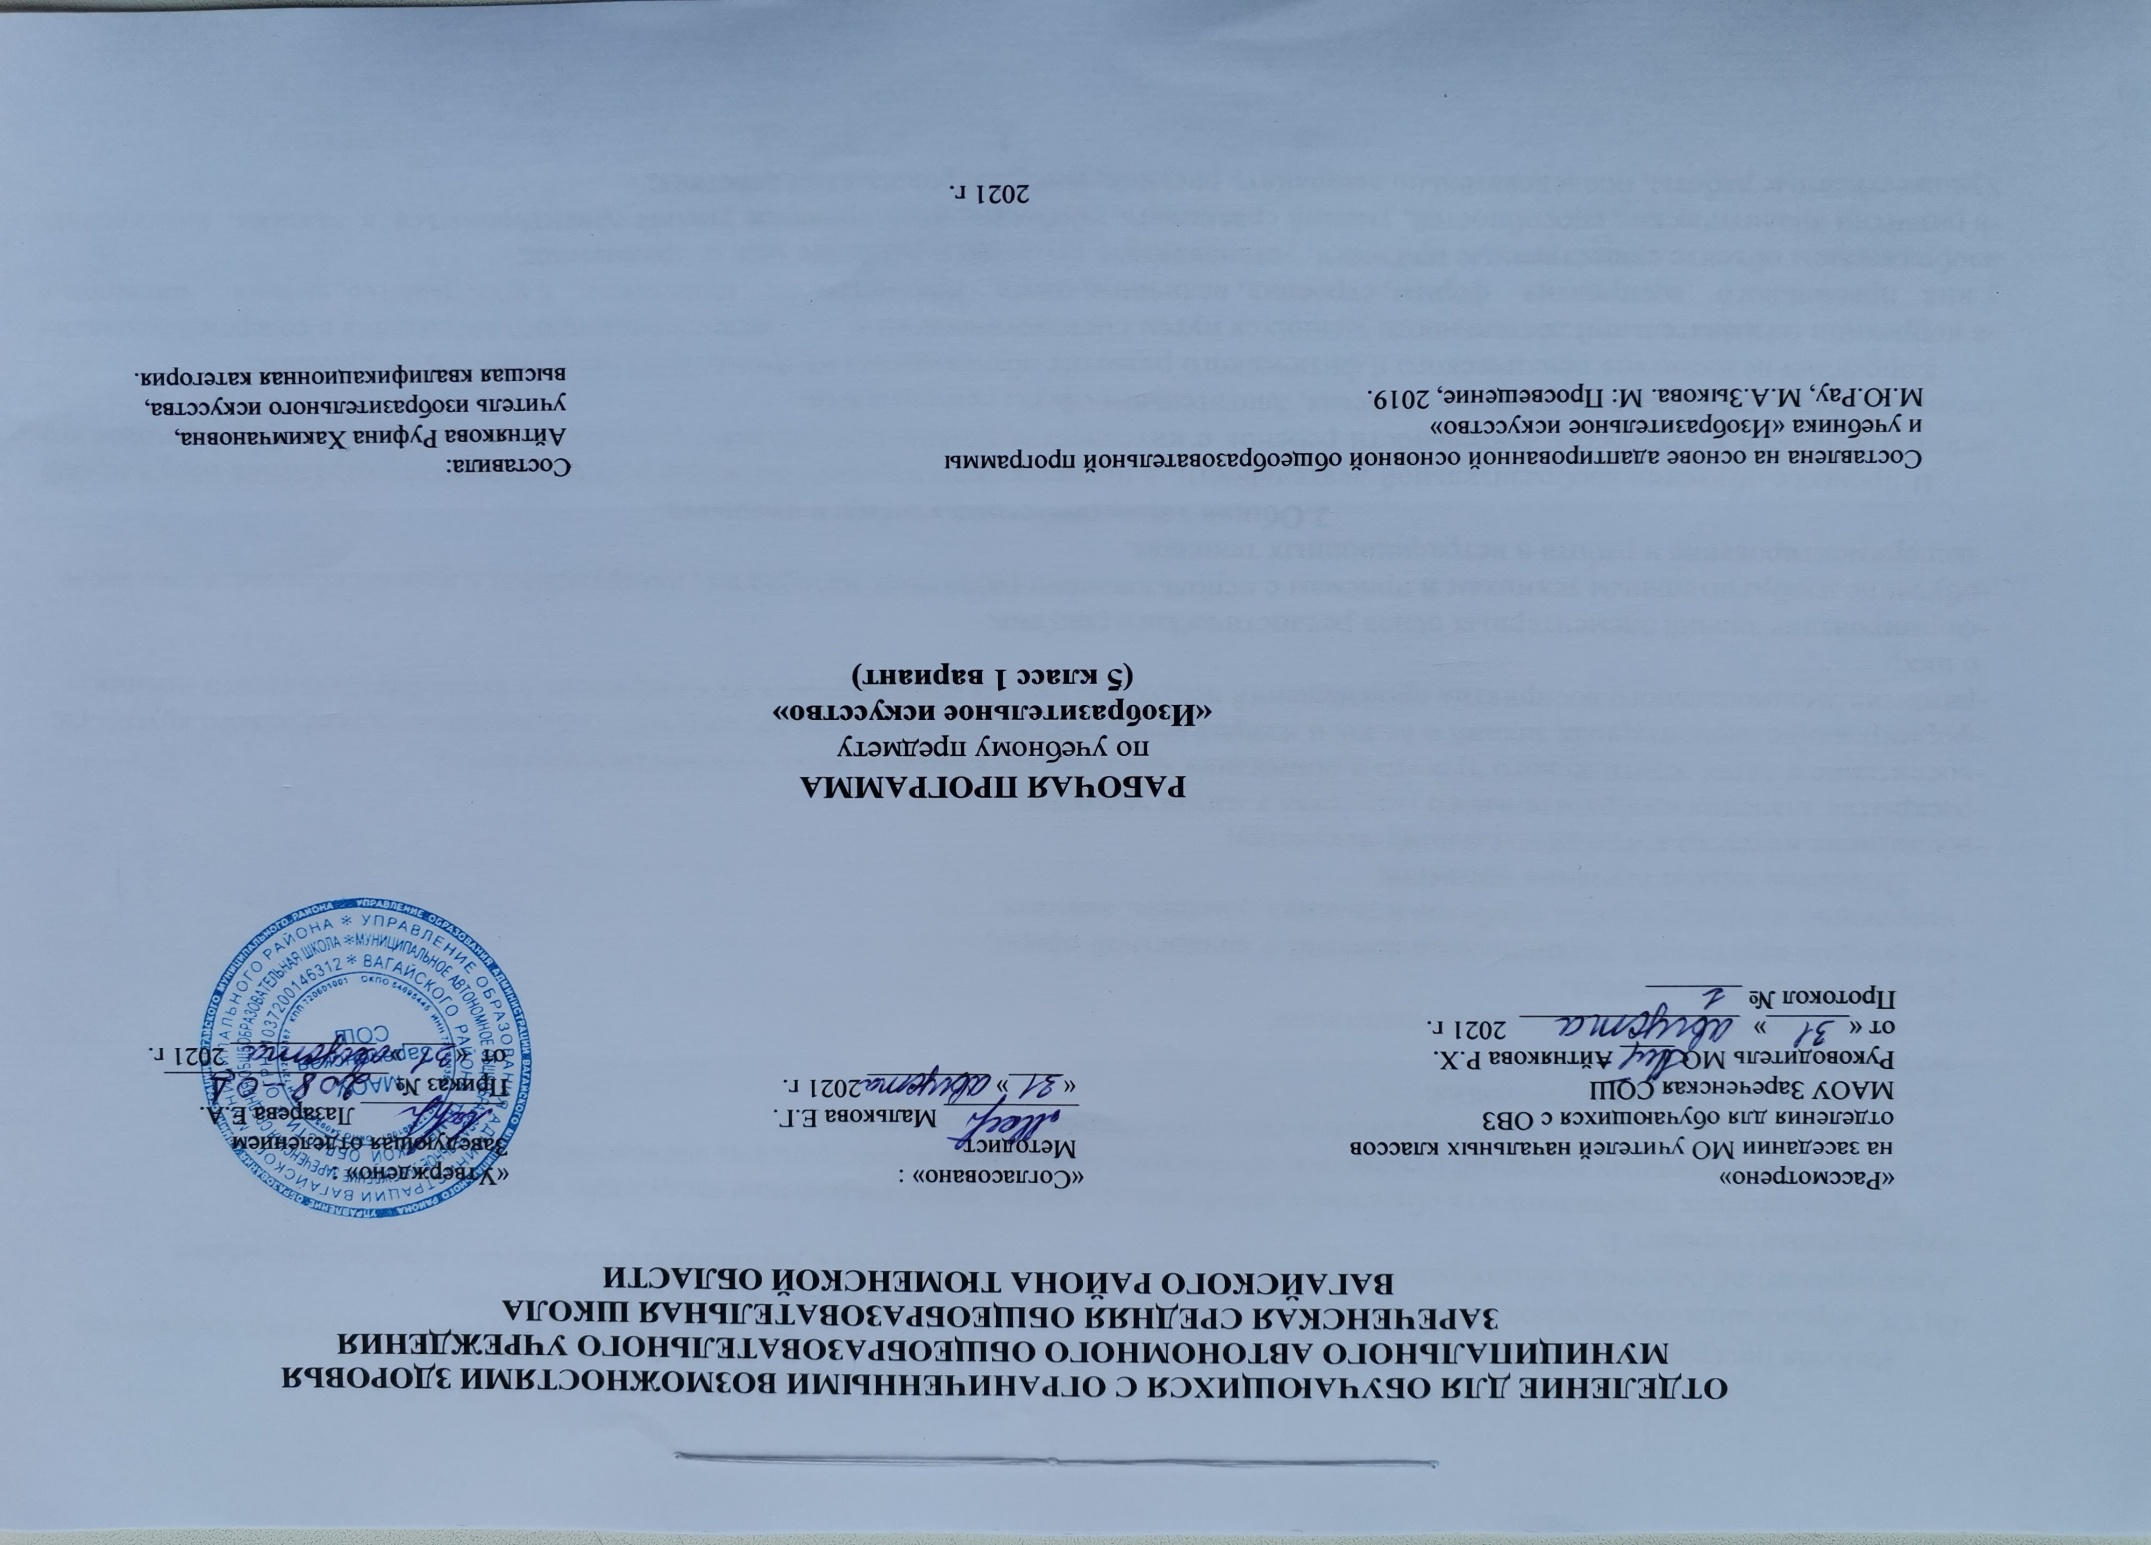 ОТДЕЛЕНИЕ ДЛЯ ОБУЧАЮЩИХСЯ С ОГРАНИЧЕННЫМИ ВОЗМОЖНОСТЯМИ ЗДОРОВЬЯ
МУНИЦИПАЛЬНОГО АВТОНОМНОГО ОБЩЕОБРАЗОВАТЕЛЬНОГО УЧРЕЖДЕНИЯ
ЗАРЕЧЕНСКАЯ СРЕДНЯЯ ОБЩЕОБРАЗОВАТЕЛЬНАЯ ШКОЛА
ВАГАЙСКОГО РАЙОНА ТЮМЕНСКОЙ ОБЛАСТИ
«Рассмотрено»
на заседании МО учителей начальных классов
отделения для обучающихся с ОВЗ
МАОУ Зареченская СОШ
Руководитель МО Айтнякова Р.Х.
от « 31 » августа 2021 г.
Протокол № 1
«Согласовано» :
Методист
Малькова Е.Г.
« 31 » августа 2021 г.
«Утверждено» :
Заведующая отделением
Лазарева Е.А.
Приказ № 208-ОД
от « 31 » августа 2021 г.
РАБОЧАЯ ПРОГРАММА
по учебному предмету
«Изобразительное искусство»
(5 класс 1 вариант)
Составлена на основе адаптированной основной общеобразовательной программы
и учебника «Изобразительное искусство»
М.Ю.Рау, М.А.Зыкова. М: Просвещение, 2019.
Составила:
Айтнякова Руфина Хакимчановна,
учитель изобразительного искусства,
высшая квалификационная категория.
2021 г.